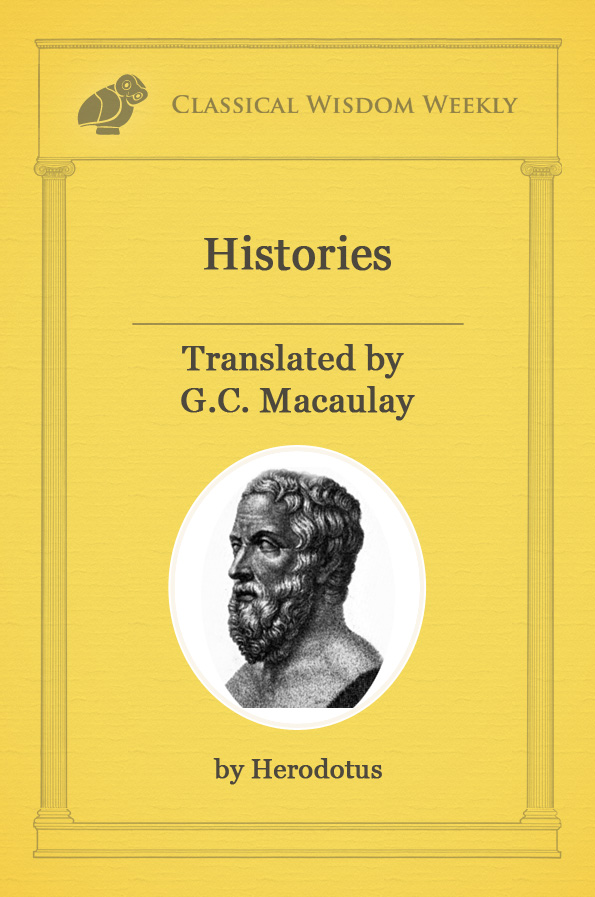 Classical Wisdom Weekly
Histories
Translated by
G.C. Macaulay
by Herodotus